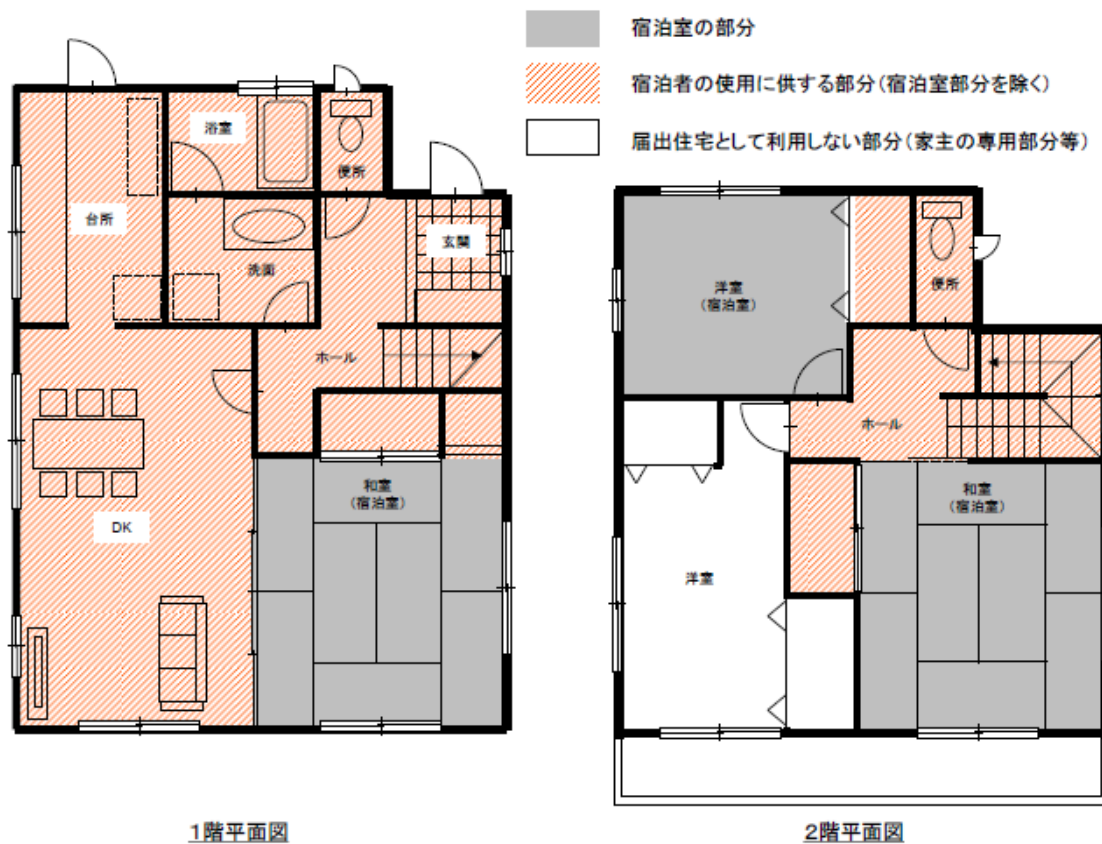 宿泊室の部分
宿泊者の使用に供する部分(宿泊室部分を除く)
届出住宅として利用しない部分(家主の専用部分等)
浴室
便所
台所
洗面
玄関
ホール
和室
(宿泊室)
DK
1階平面図
洋室
(宿泊室)
便所
ホール
和室
(宿泊室)
洋室
2階平面図